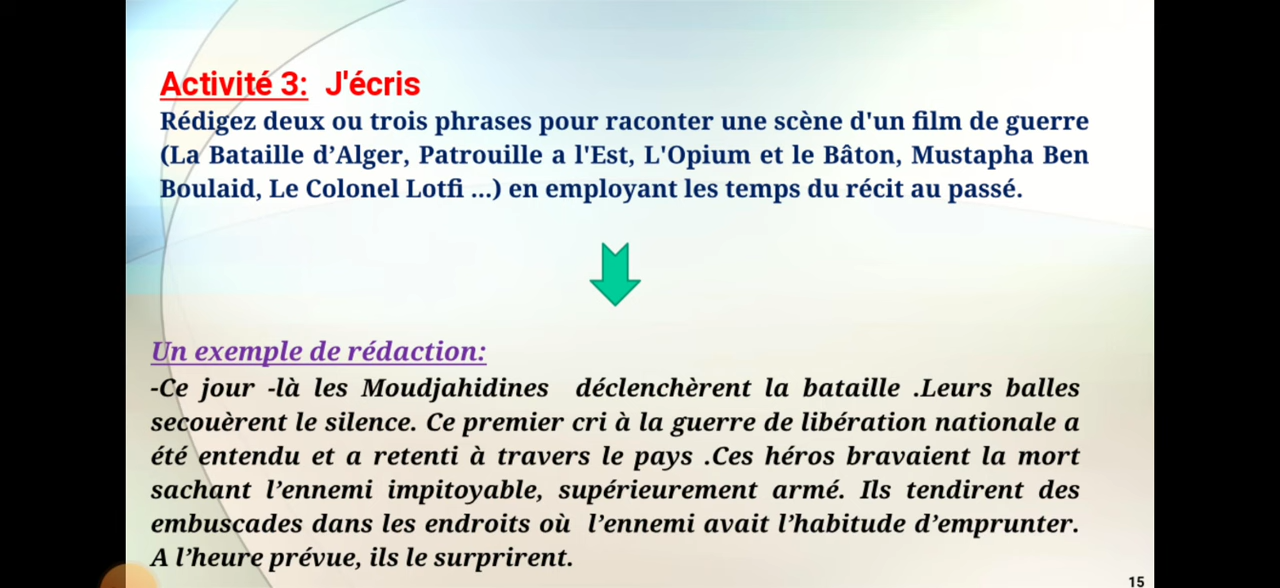 Activité 3: J'écris
Rédigez deux ou trois phrases pour raconter une scène d'un film de guerre
(La Bataille d’Alger, Patrouille a l'Est, L'Opium et le Bâton, Mustapha Ben
Boulaid, Le Colonel Lotfi ...) en employant les temps du récit au passé.
Un exemple de rédaction:
-Ce jour -là les Moudjahidines déclenchèrent la bataille .Leurs balles
secouèrent le silence. Ce premier cri à la guerre de libération nationale a
été entendu et a retenti à travers le pays .Ces héros bravaient la mort
sachant l’ennemi impitoyable, supérieurement armé. Ils tendirent des
embuscades dans les endroits où l’ennemi avait l’habitude d’emprunter.
A l’heure prévue, ils le surprirent.
15